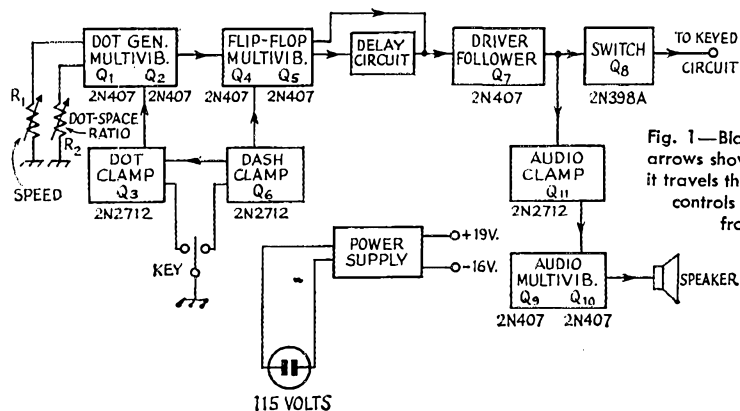 DOT GEN.
MULTIVIB.
Q1 Q2
2N407 2N407
FLIP-FLOP
MULTIVIB.
Q4 Q5
2N407 2N407
DELAY
CIRCUIT
DRIVER
FOLLOWER
Q7
2N407
SWITCH
Q8
2N398A
TO KEYED
CIRCUIT
R1
SPEED
DOT-SPACE
RATIO
R2
DOT
CLAMP
Q3
2N2712
DASH
CLAMP
Q6
2N2712
KEY
AUDIO
CLAMP
Q11
2N2712
Fig. 1—Blo
arrows show
it travels th
controls
fro
POWER
SUPPLY
+19V.
-16V.
AUDIO
MULTIVIB.
Q9 Q10
2N407 2N407
SPEAKER
115 VOLTS